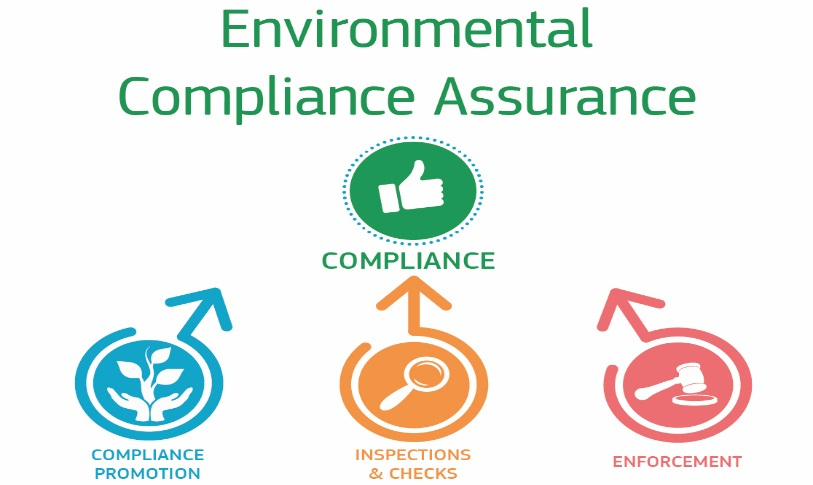 Environmental
Compliance Assurance
COMPLIANCE
COMPLIANCE
PROMOTION
INSPECTIONS
& CHECKS
ENFORCEMENT